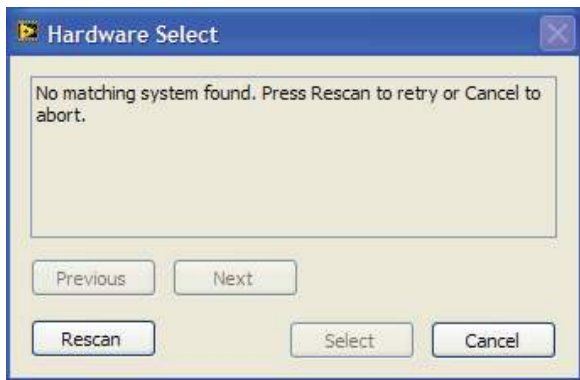 Hardware Select
No matching system found. Press Rescan to retry or Cancel to
abort.
Previous Next
Rescan Select Cancel